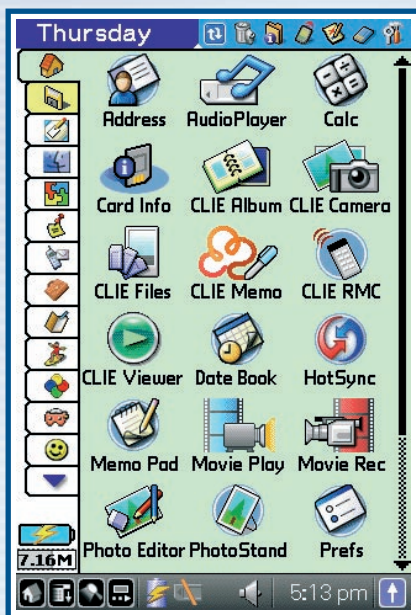 Thursday
Address AudioPlayer Calc
Card Info CLIE Album CLIE Camera
CLIE Files CLIE Memo CLIE RMC
CLIE Viewer Date Book HotSync
Memo Pad Movie Play Movie Rec
Photo Editor PhotoStand Prefs
7.16M
5:13 pm